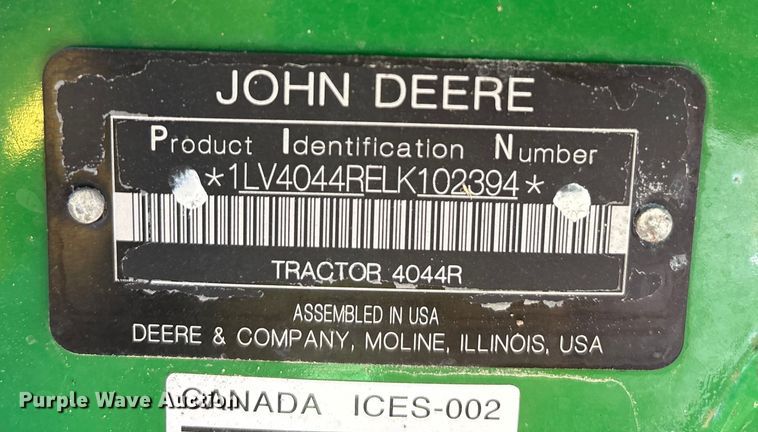 JOHN DEERE
Product Identification Number
*1LV4044RELK102394*
TRACTOR 4044R
ASSEMBLED IN USA
DEERE & COMPANY, MOLINE, ILLINOIS, USA
CANADA ICES-002
Purple Wave Auction